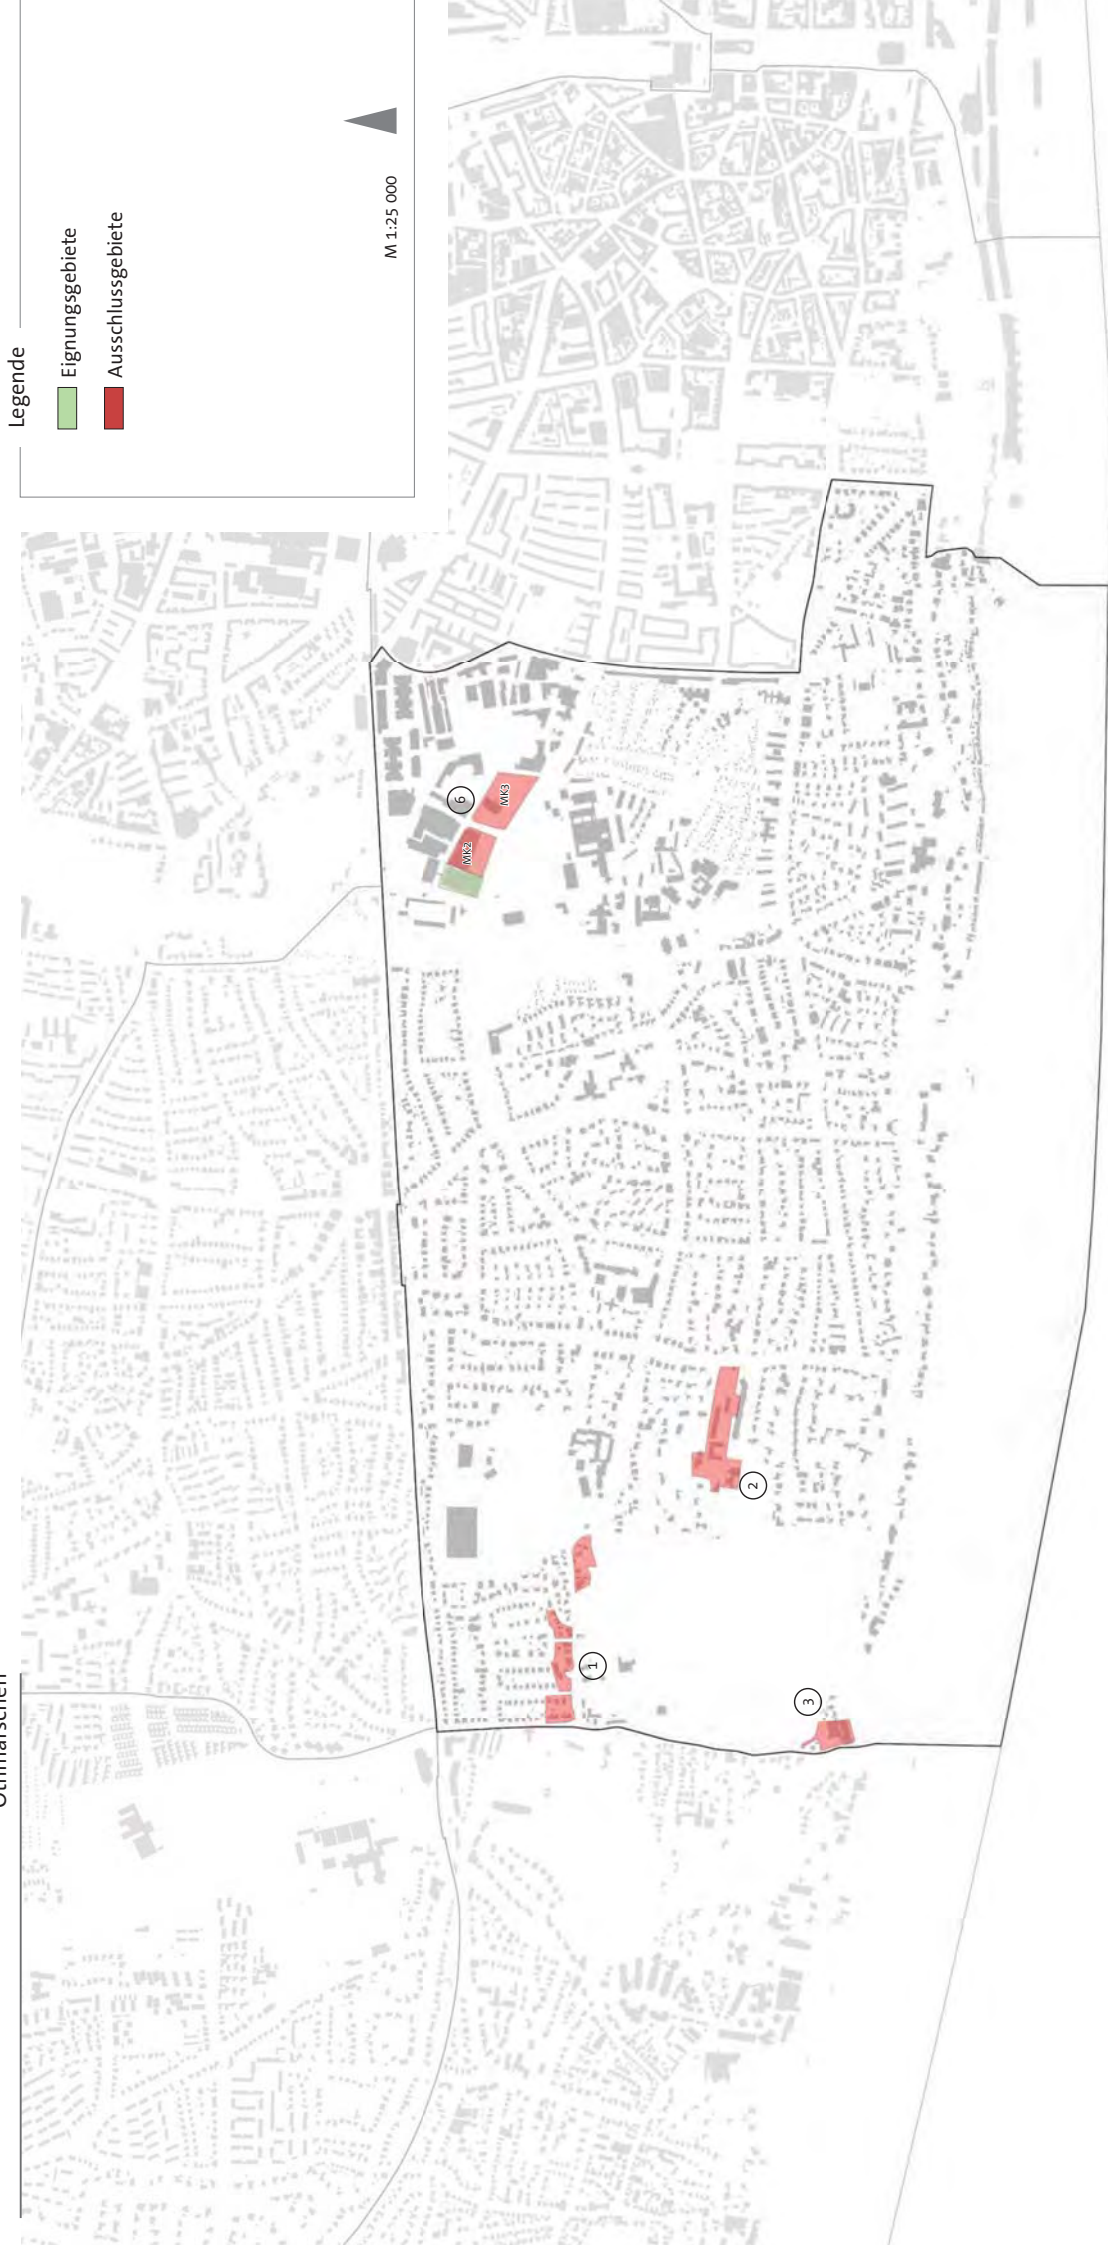 Othmarschen
Legende
Eignungsgebiete
Ausschlussgebiete
M 1:25 000
6
MK2
MK3
1
2
3